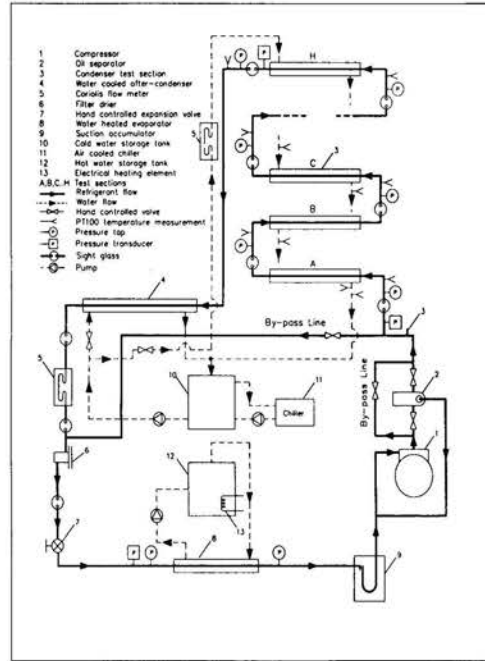 1 Compressor
2 Oil separator
3 Condenser test section
4 Water cooled after-condenser
5 Coriolis flow meter
6 Filter drier
7 Hand controlled expansion valve
8 Water heated evaporator
9 Suction accumulator
10 Cold water storage tank
11 Air cooled chiller
12 Hot water storage tank
13 Electrical heating element
A,B,C..H Test sections
Refrigerant flow
Water flow
Hand controlled valve
PT100 temperature measurement
P Pressure tap
P Pressure transducer
Sight glass
Pump
P
P
H
P
5
P
C
3
P
B
P
A
P
P
4
By-pass Line
3
5
10
11
Chiller
By-pass Line
2
1
6
12
13
7
P
P
8
P
9